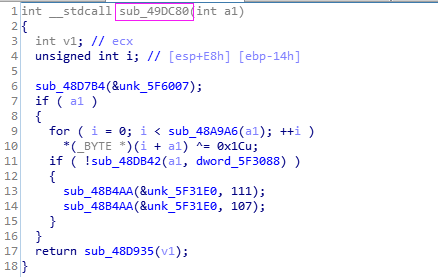 1 int __stdcall sub_49DC80(int a1)
2 {
3 int v1; // ecx
4 unsigned int i; // [esp+E8h] [ebp-14h]
5
6 sub_48D7B4(&unk_5F6007);
7 if ( a1 )
8 {
9 for ( i = 0; i < sub_48A9A6(a1); ++i )
10 *(_BYTE *)(i + a1) ^= 0x1Cu;
11 if ( !sub_48DB42(a1, dword_5F3088) )
12 {
13 sub_48B4AA(&unk_5F31E0, 111);
14 sub_48B4AA(&unk_5F31E0, 107);
15 }
16 }
17 return sub_48D935(v1);
18 }